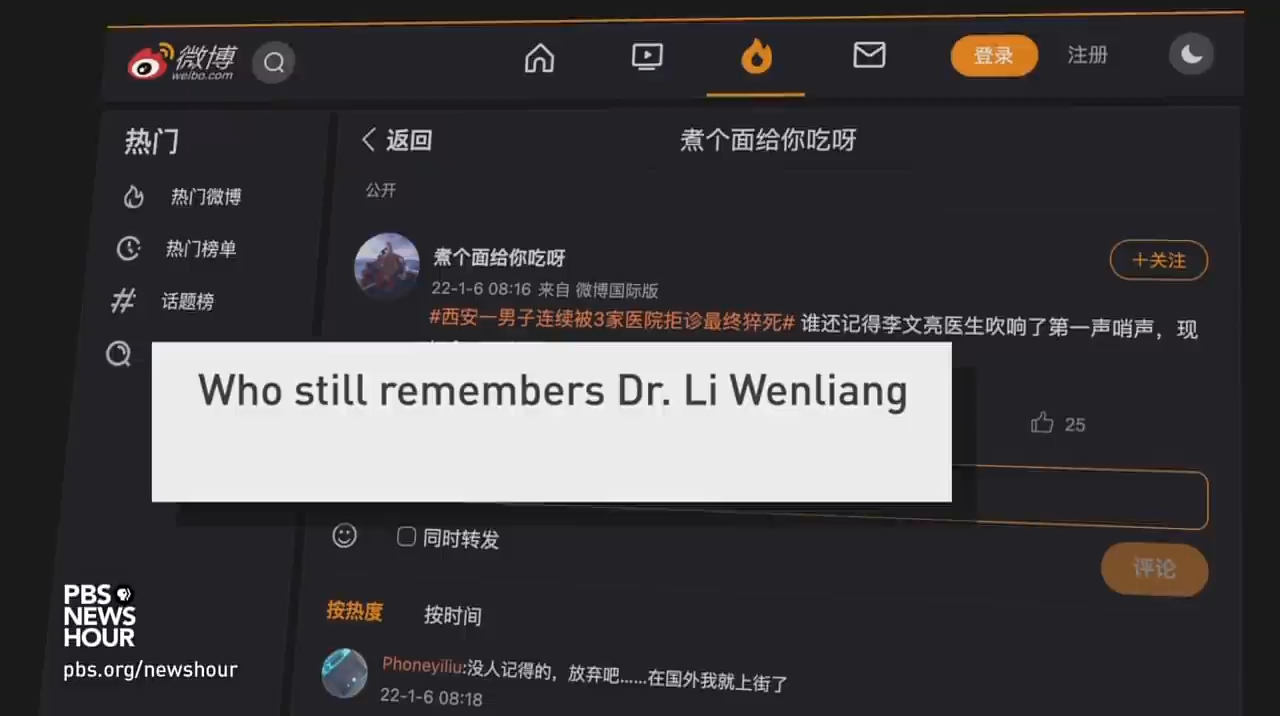 微博
weibo.com
登录
注册
热门
返回
煮个面给你吃呀
热门微博
公开
热门榜单
煮个面给你吃呀
+关注
22-1-6 08:16 来自 微博国际版
话题榜
#西安一男子连续被3家医院拒诊最终猝死# 谁还记得李文亮医生吹响了第一声哨声，现
Who still remembers Dr. Li Wenliang
25
同时转发
评论
按热度
按时间
Phoneyiliu:没人记得的，放弃吧......在国外我就上街了
22-1-6 08:18
PBS
NEWS
HOUR
pbs.org/newshour